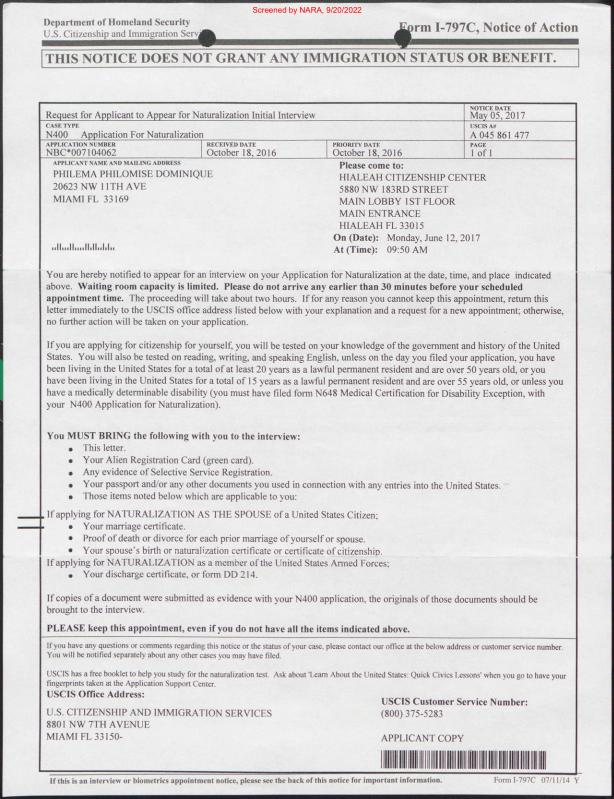 Screened by NARA, 9/20/2022
Department of Homeland Security
U.S. Citizenship and Immigration
Form I-797C, Notice of Action
THIS NOTICE DOES NOT GRANT ANY IMMIGRATION STATUS OR BENEFIT.
Request for Applicant to Appear for Naturalization Initial Interview
NOTICE DATE
May 05, 2017
CASE TYPE
N400 Application For Naturalization
USCIS A#
A 045 861 477
APPLICATION NUMBER
NBC*007104062
RECEIVED DATE
October 18, 2016
PRIORITY DATE
October 18, 2016
PAGE
1 of 1
APPLICANT NAME AND MAILING ADDRESS
PHILEMA PHILOMISE DOMINIQUE
20623 NW 11TH AVE
MIAMI FL 33169
Please come to:
HIALEAH CITIZENSHIP CENTER
5880 NW 183RD STREET
MAIN LOBBY 1ST FLOOR
MAIN ENTRANCE
HIALEAH FL 33015
On (Date): Monday, June 12, 2017
At (Time): 09:50 AM
You are hereby notified to appear for an interview on your Application for Naturalization at the date, time, and place indicated
above. Waiting room capacity is limited. Please do not arrive any earlier than 30 minutes before your scheduled
appointment time. The proceeding will take about two hours. If for any reason you cannot keep this appointment, return this
letter immediately to the USCIS office address listed below with your explanation and a request for a new appointment; otherwise,
no further action will be taken on your application.
If you are applying for citizenship for yourself, you will be tested on your knowledge of the government and history of the United
States. You will also be tested on reading, writing, and speaking English, unless on the day you filed your application, you have
been living in the United States for a total of at least 20 years as a lawful permanent resident and are over 50 years old, or you
have been living in the United States for a total of 15 years as a lawful permanent resident and are over 55 years old, or unless you
have a medically determinable disability (you must have filed form N648 Medical Certification for Disability Exception, with
your N400 Application for Naturalization).
You MUST BRING the following with you to the interview:
• This letter.
• Your Alien Registration Card (green card).
• Any evidence of Selective Service Registration.
• Your passport and/or any other documents you used in connection with any entries into the United States.
• Those items noted below which are applicable to you:
If applying for NATURALIZATION AS THE SPOUSE of a United States Citizen;
• Your marriage certificate.
• Proof of death or divorce for each prior marriage of yourself or spouse.
• Your spouse's birth or naturalization certificate or certificate of citizenship.
If applying for NATURALIZATION as a member of the United States Armed Forces;
• Your discharge certificate, or form DD 214.
If copies of a document were submitted as evidence with your N400 application, the originals of those documents should be
brought to the interview.
PLEASE keep this appointment, even if you do not have all the items indicated above.
If you have any questions or comments regarding this notice or the status of your case, please contact our office at the below address or customer service number.
You will be notified separately about any other cases you may have filed.
USCIS has a free booklet to help you study for the naturalization test. Ask about 'Learn About the United States: Quick Civics Lessons' when you go to have your
fingerprints taken at the Application Support Center.
USCIS Office Address:
U.S. CITIZENSHIP AND IMMIGRATION SERVICES
8801 NW 7TH AVENUE
MIAMI FL 33150-
USCIS Customer Service Number:
(800) 375-5283
APPLICANT COPY
If this is an interview or biometrics appointment notice, please see the back of this notice for important information.
Form I-797C 07/11/14 Y